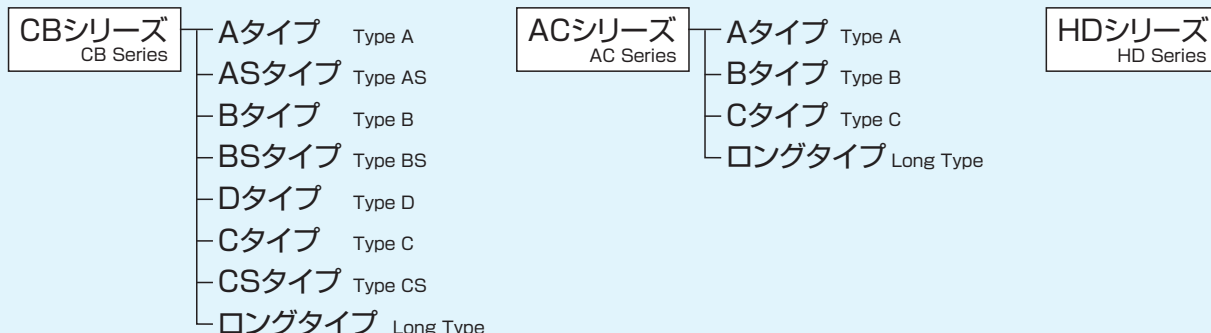 CBシリーズ
CB Series
Aタイプ Type A
ASタイプ Type AS
Bタイプ Type B
BSタイプ Type BS
Dタイプ Type D
Cタイプ Type C
CSタイプ Type CS
ロングタイプ Long Type
ACシリーズ
AC Series
Aタイプ Type A
Bタイプ Type B
Cタイプ Type C
ロングタイプ Long Type
HDシリーズ
HD Series